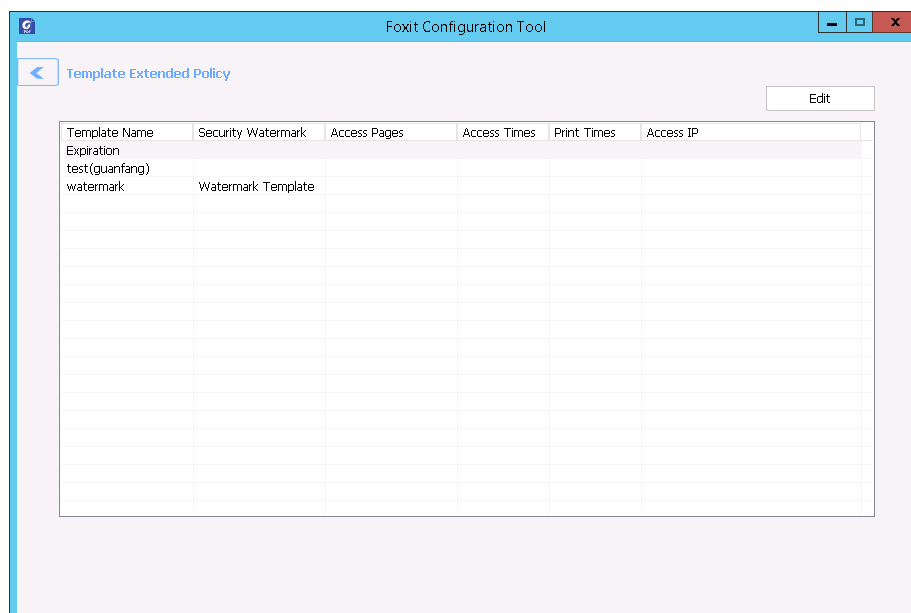 Foxit Configuration Tool
Template Extended Policy
Edit
Template Name Security Watermark Access Pages Access Times Print Times Access IP
Expiration
test(guanfang)
watermark Watermark Template